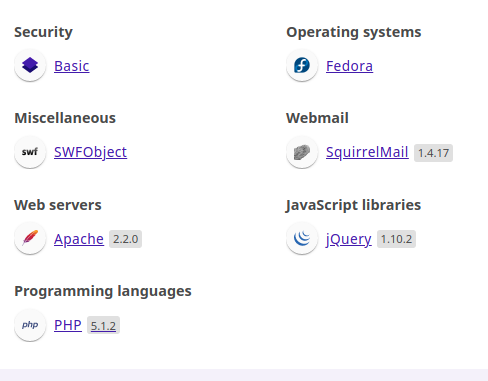 Security
Basic
Operating systems
Fedora
Miscellaneous
swf SWFObject
Webmail
SquirrelMail 1.4.17
Web servers
Apache 2.2.0
JavaScript libraries
jQuery 1.10.2
Programming languages
php PHP 5.1.2